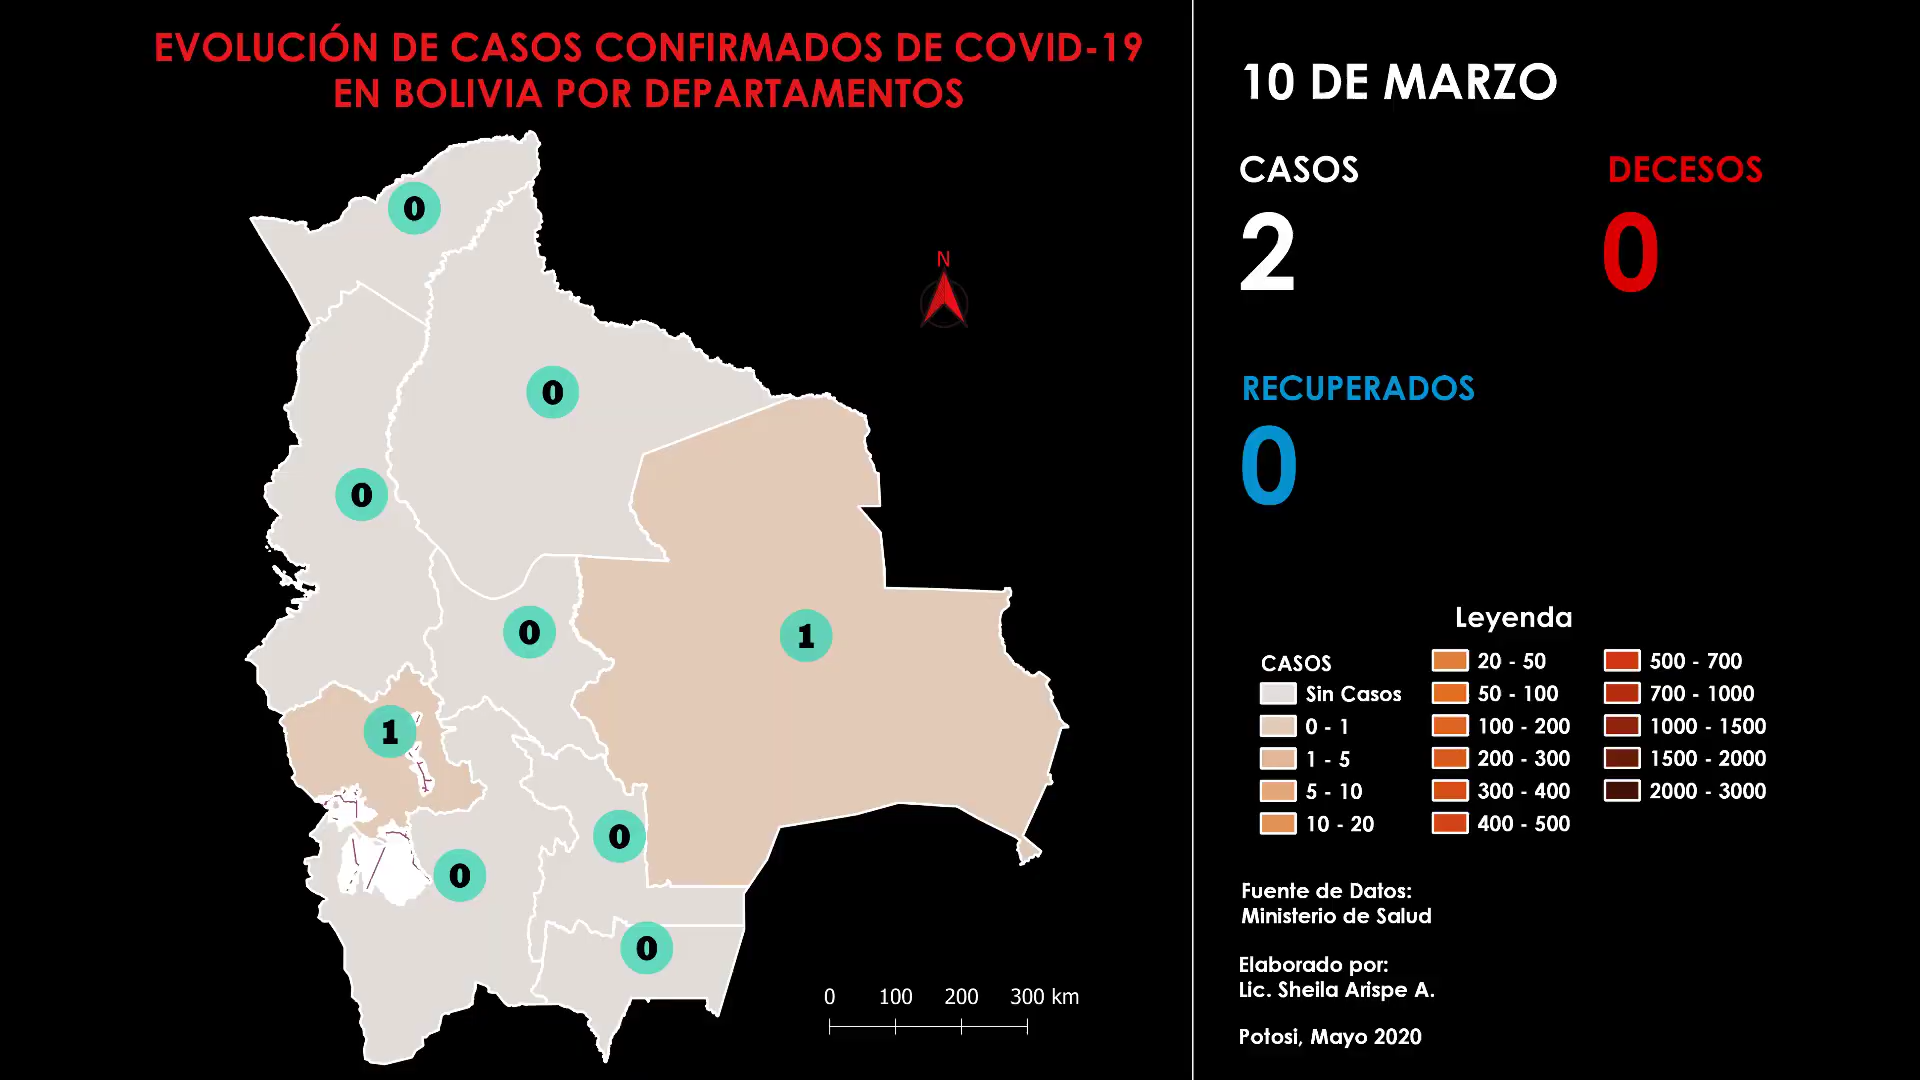 EVOLUCIÓN DE CASOS CONFIRMADOS DE COVID-19
EN BOLIVIA POR DEPARTAMENTOS
0
0
0
0
1
1
0
0
0
N
0 100 200 300 km
10 DE MARZO
CASOS
2
DECESOS
0
RECUPERADOS
0
Leyenda
CASOS
Sin Casos
0 - 1
1 - 5
5 - 10
10 - 20
20 - 50
50 - 100
100 - 200
200 - 300
300 - 400
400 - 500
500 - 700
700 - 1000
1000 - 1500
1500 - 2000
2000 - 3000
Fuente de Datos:
Ministerio de Salud
Elaborado por:
Lic. Sheila Arispe A.
Potosi, Mayo 2020